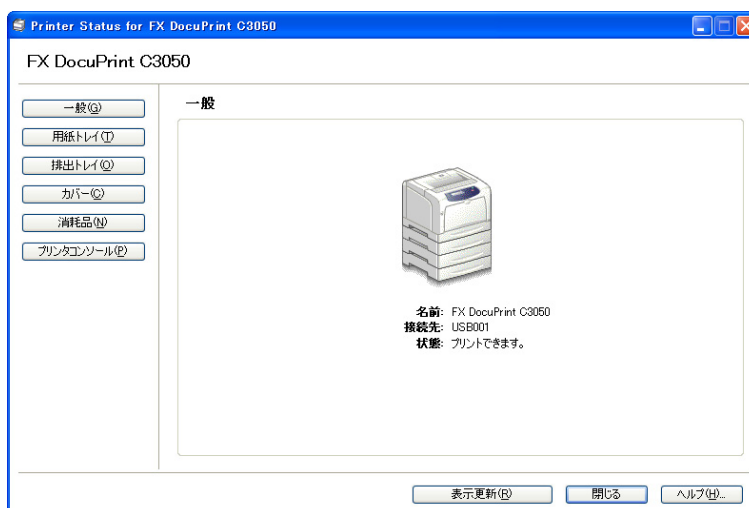 Printer Status for FX DocuPrint C3050
FX DocuPrint C3050
一般(G)
用紙トレイ(T)
排出トレイ(O)
カバー(C)
消耗品(N)
プリンタコンソール(P)
一般
名前: FX DocuPrint C3050
接続先: USB001
状態: プリントできます。
表示更新(R)
閉じる
ヘルプ(H)...